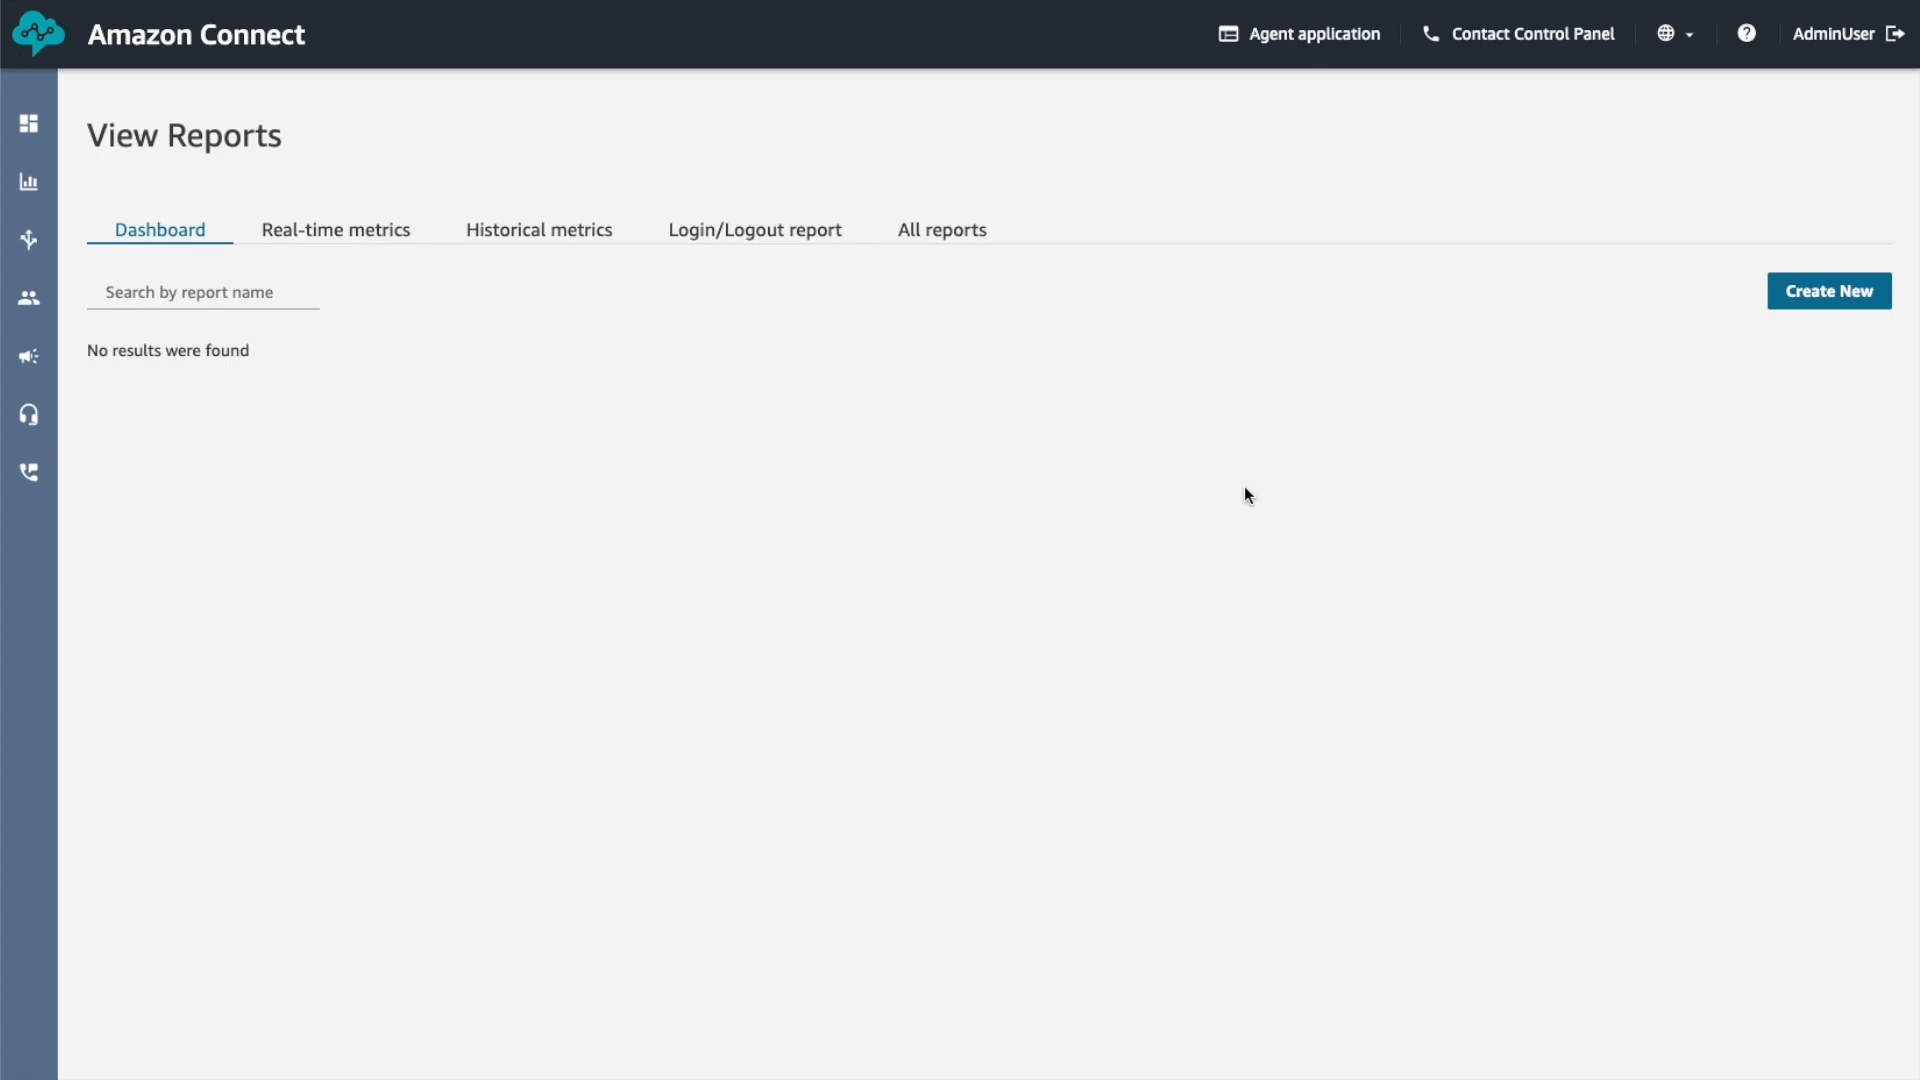 Amazon Connect
Agent application
Contact Control Panel
AdminUser
View Reports
Dashboard
Real-time metrics
Historical metrics
Login/Logout report
All reports
Search by report name
Create New
No results were found